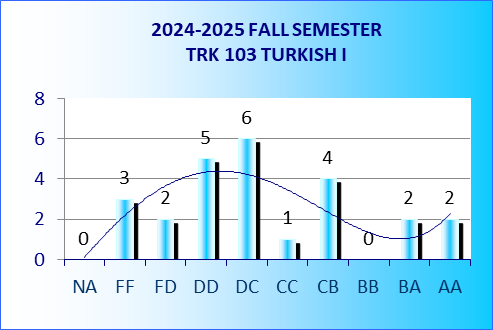 2024-2025 FALL SEMESTER
TRK 103 TURKISH I
8
6
4
2
0
0 3 2 5 6 1 4 0 2 2
NA FF FD DD DC CC CB BB BA AA